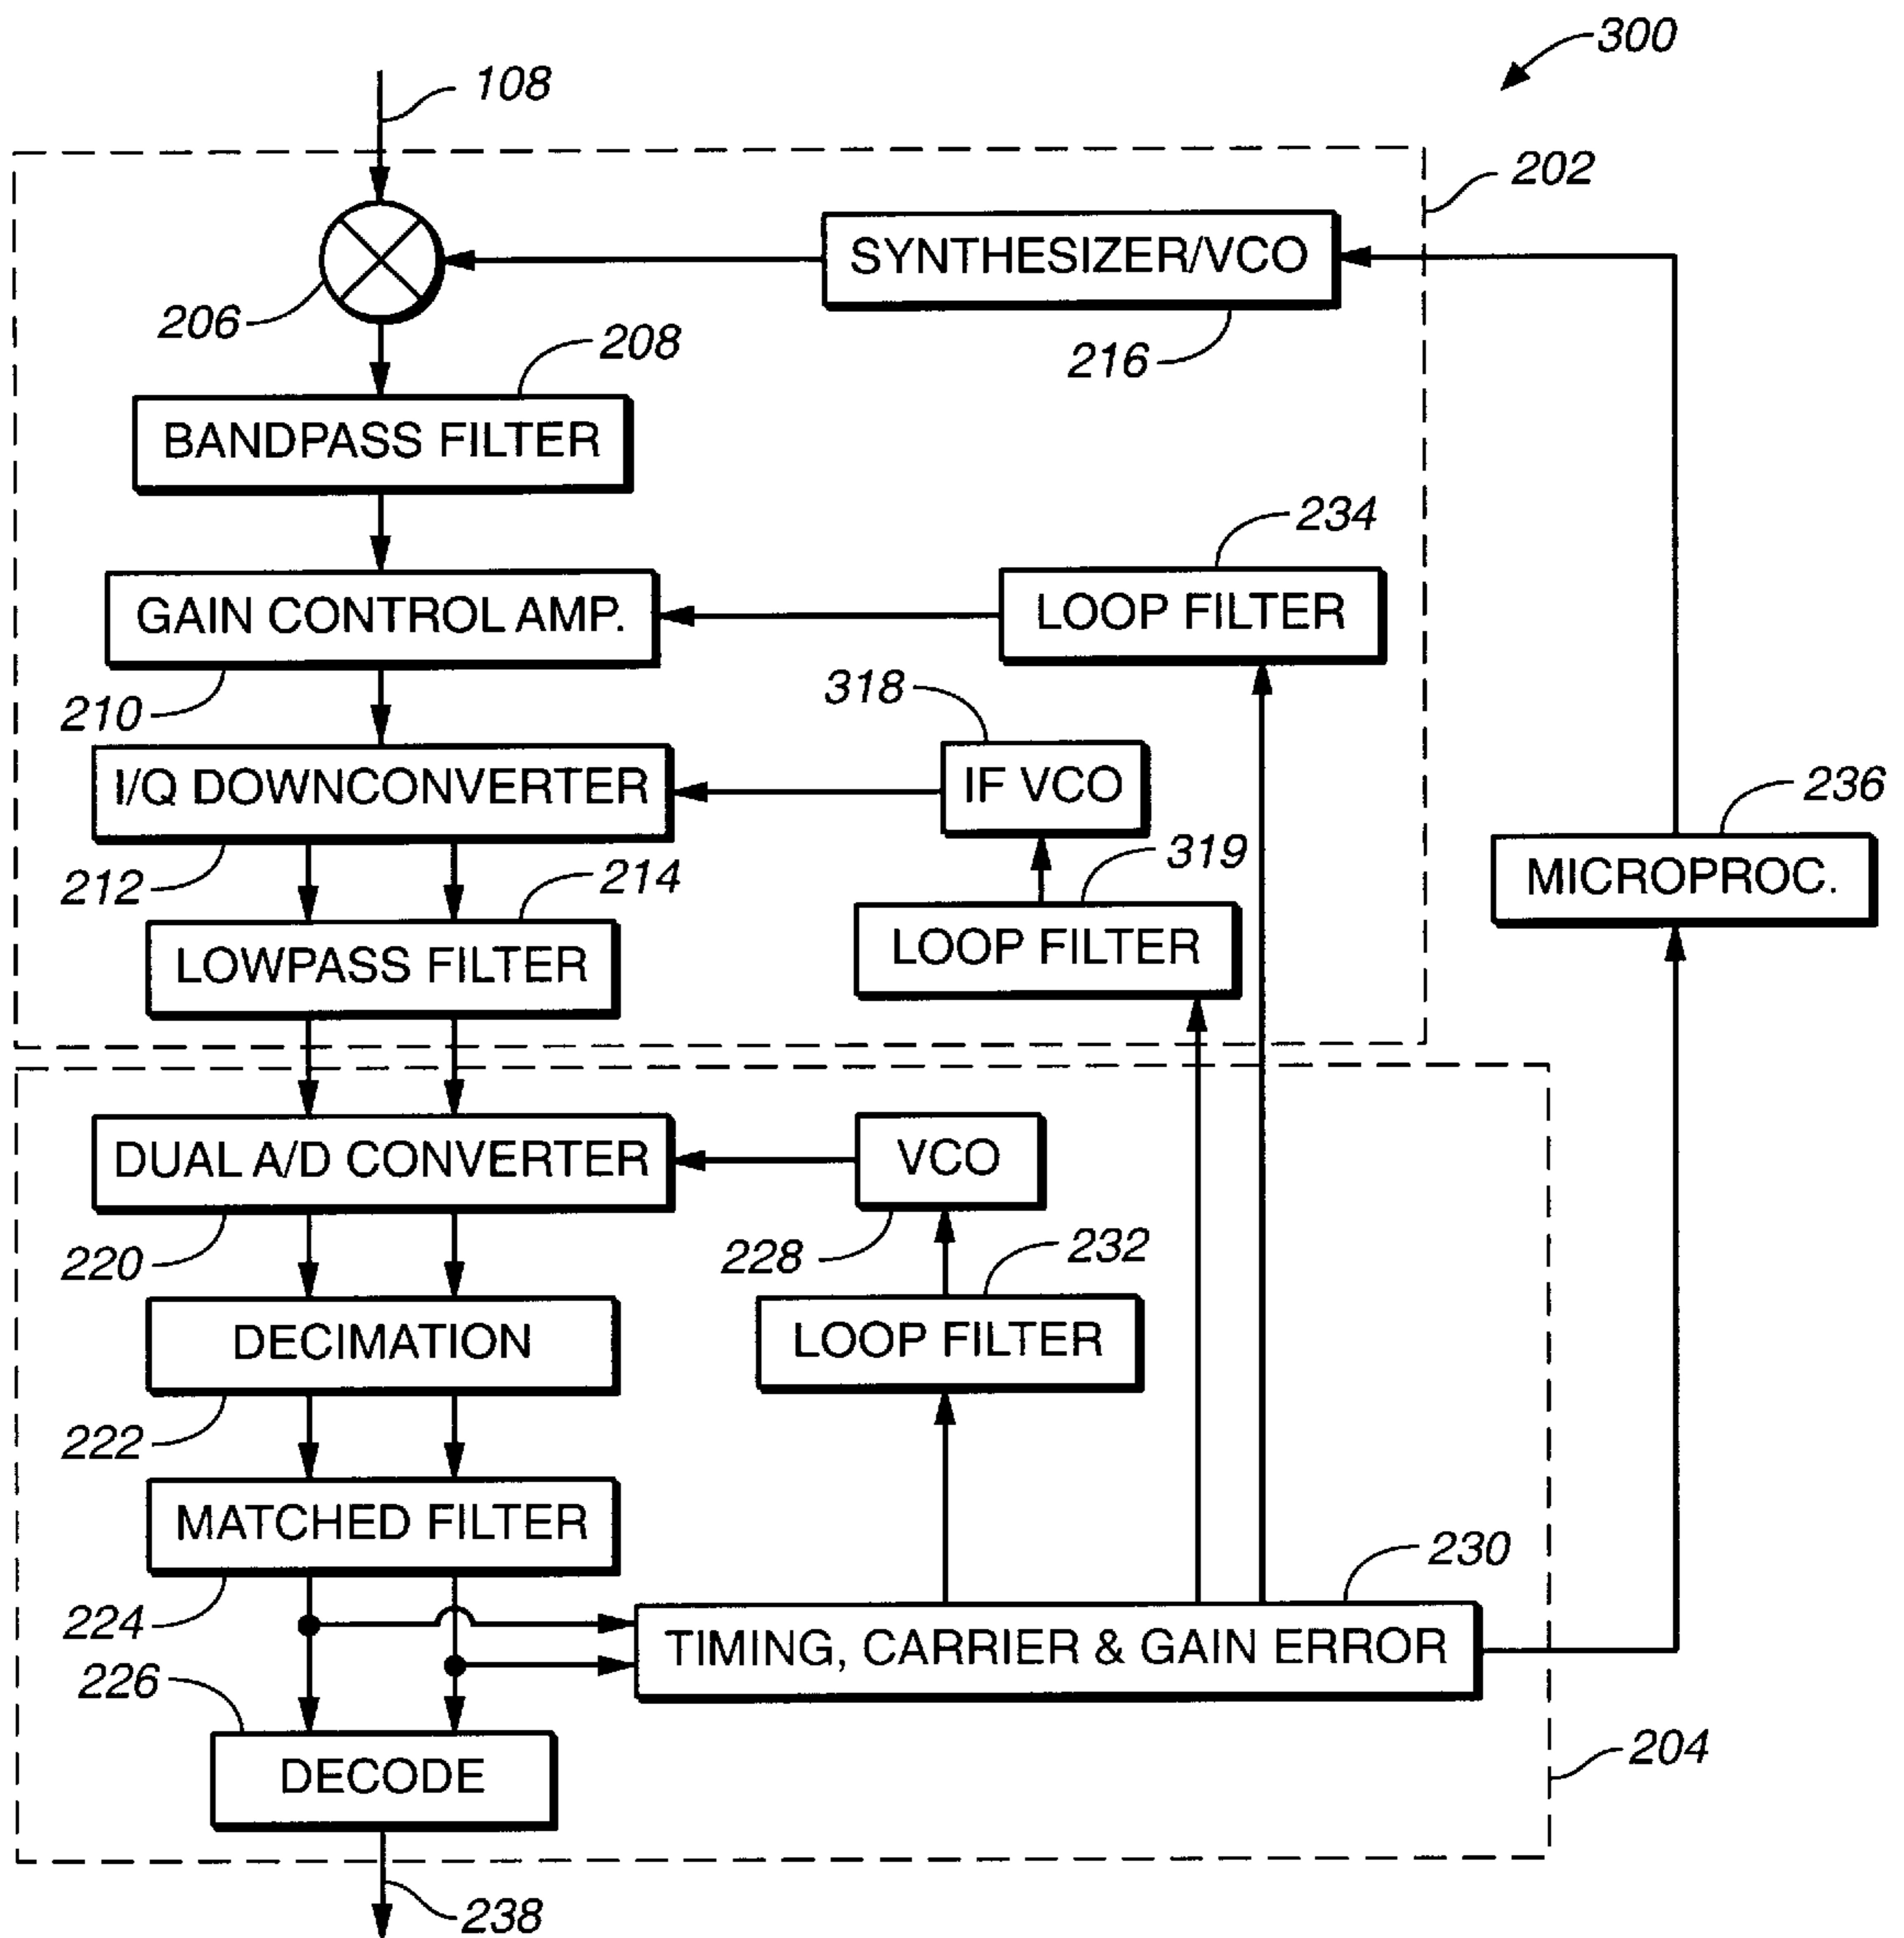 300
108
202
SYNTHESIZER/VCO
206
216
208
BANDPASS FILTER
234
GAIN CONTROL AMP.
LOOP FILTER
210
318
I/Q DOWNCONVERTER
IF VCO
236
212
214
319
MICROPROC.
LOWPASS FILTER
LOOP FILTER
DUAL A/D CONVERTER
VCO
220
228
232
DECIMATION
LOOP FILTER
222
MATCHED FILTER
230
224
TIMING, CARRIER & GAIN ERROR
226
204
DECODE
238